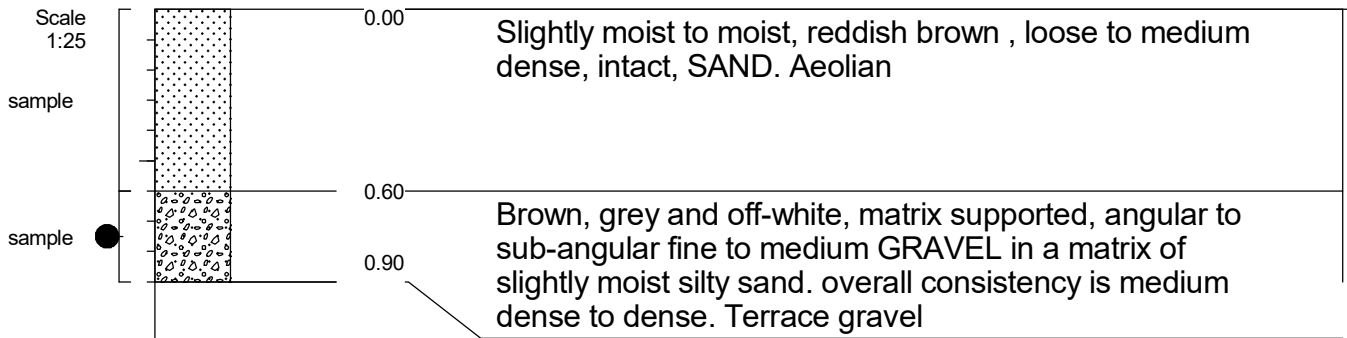 Scale
1:25
0.00
Slightly moist to moist, reddish brown , loose to medium
dense, intact, SAND. Aeolian
sample
0.60
Brown, grey and off-white, matrix supported, angular to
sub-angular fine to medium GRAVEL in a matrix of
slightly moist silty sand. overall consistency is medium
dense to dense. Terrace gravel
sample
0.90